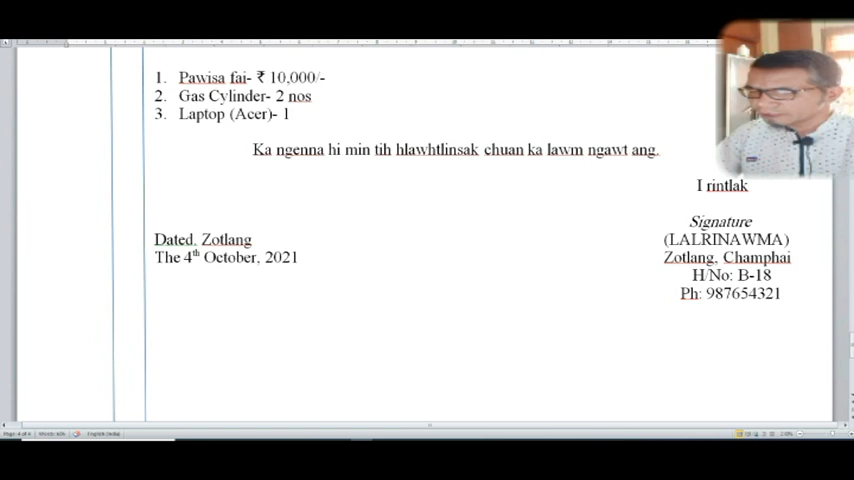 1. Pawisa fai- ₹ 10,000/-
2. Gas Cylinder- 2 nos
3. Laptop (Acer)- 1
Ka ngenna hi min tih hlawhtlinsak chuan ka lawm ngawt ang.
I rintlak
Signature
(LALRINAWMA)
Zotlang, Champhai
H/No: B-18
Ph: 987654321
Dated. Zotlang
The 4th October, 2021
English (India)